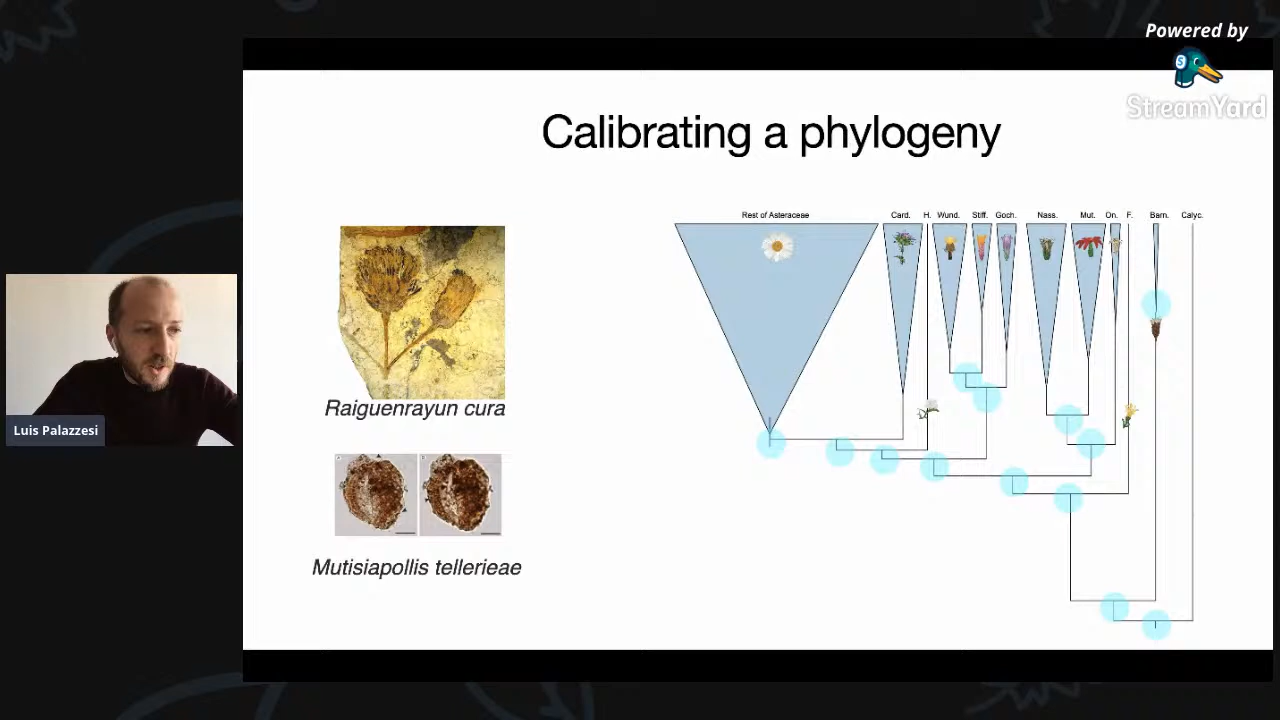 Powered by
StreamYard
Calibrating a phylogeny
Rest of Asteraceae Card. H. Wund. Stiff. Goch. Nass. Mut. On. F. Barn. Calyc.
Raiguenrayun cura
Luis Palazzesi
Mutisiapollis tellerieae